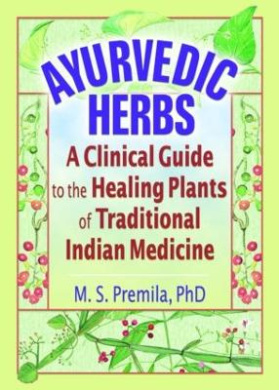 AYURVEDIC
HERBS
A Clinical Guide
to the Healing Plants
of Traditional
Indian Medicine
M. S. Premila, PhD